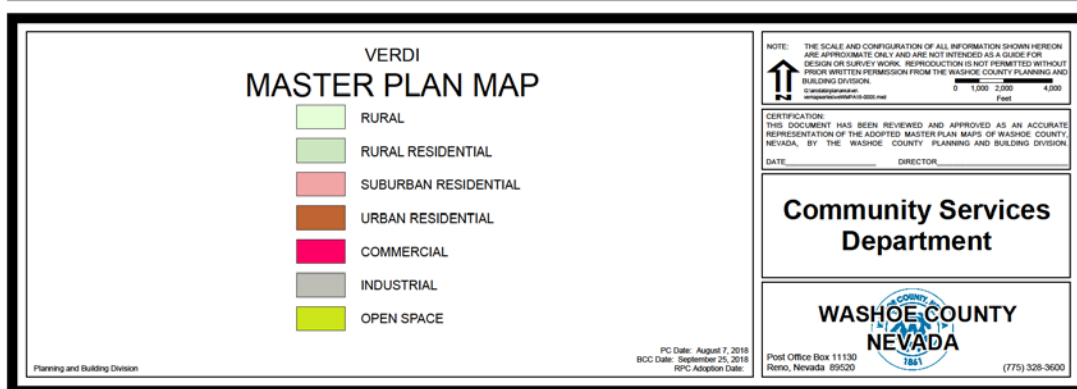 VERDI
MASTER PLAN MAP
RURAL
RURAL RESIDENTIAL
SUBURBAN RESIDENTIAL
URBAN RESIDENTIAL
COMMERCIAL
INDUSTRIAL
OPEN SPACE
Planning and Building Division
PC Date: August 7, 2018
BCC Date: September 25, 2018
RPC Adoption Date:
NOTE: THE SCALE AND CONFIGURATION OF ALL INFORMATION SHOWN HEREON
ARE APPROXIMATE ONLY AND ARE NOT INTENDED AS A GUIDE FOR
DESIGN OR SURVEY WORK. REPRODUCTION IS NOT PERMITTED WITHOUT
PRIOR WRITTEN PERMISSION FROM THE WASHOE COUNTY PLANNING AND
BUILDING DIVISION.
N
0 1,000 2,000 4,000
Feet
CERTIFICATION:
THIS DOCUMENT HAS BEEN REVIEWED AND APPROVED AS AN ACCURATE
REPRESENTATION OF THE ADOPTED MASTER PLAN MAPS OF WASHOE COUNTY,
NEVADA, BY THE WASHOE COUNTY PLANNING AND BUILDING DIVISION.
DATE DIRECTOR
Community Services
Department
WASHOE COUNTY
NEVADA
1861
Post Office Box 11130
Reno, Nevada 89520
(775) 328-3600